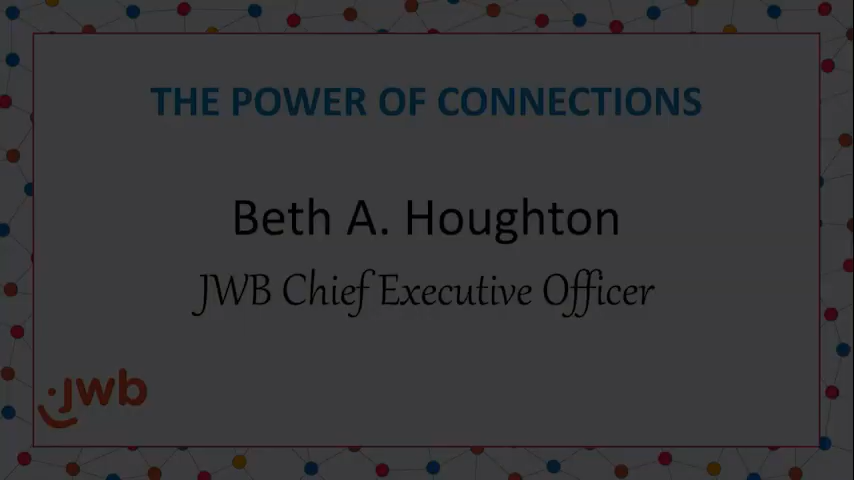 THE POWER OF CONNECTIONS
Beth A. Houghton
JWB Chief Executive Officer
jwb